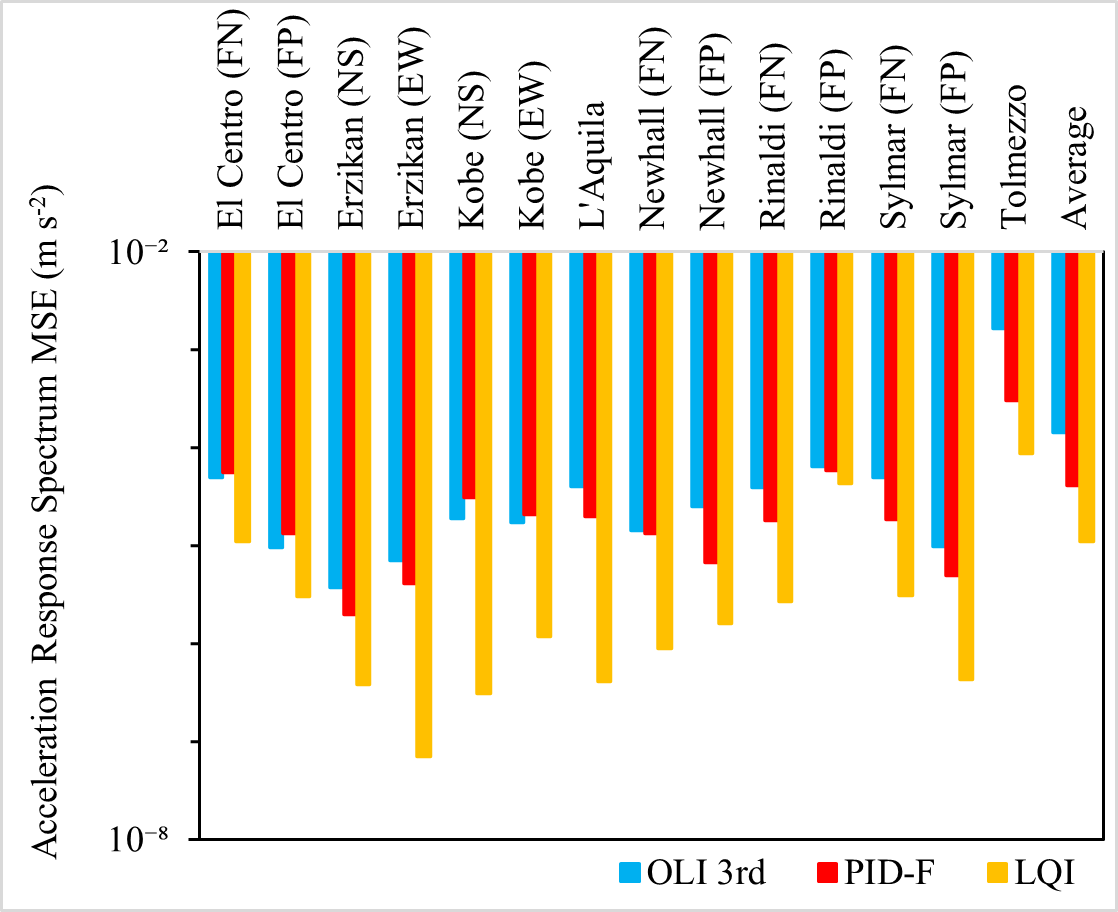 El Centro (FN)
El Centro (FP)
Erzikan (NS)
Erzikan (EW)
Kobe (NS)
Kobe (EW)
L'Aquila
Newhall (FN)
Newhall (FP)
Rinaldi (FN)
Rinaldi (FP)
Sylmar (FN)
Sylmar (FP)
Tolmezzo
Average
Acceleration Response Spectrum MSE (m s⁻²)
10⁻²
10⁻⁸
OLI 3rd
PID-F
LQI